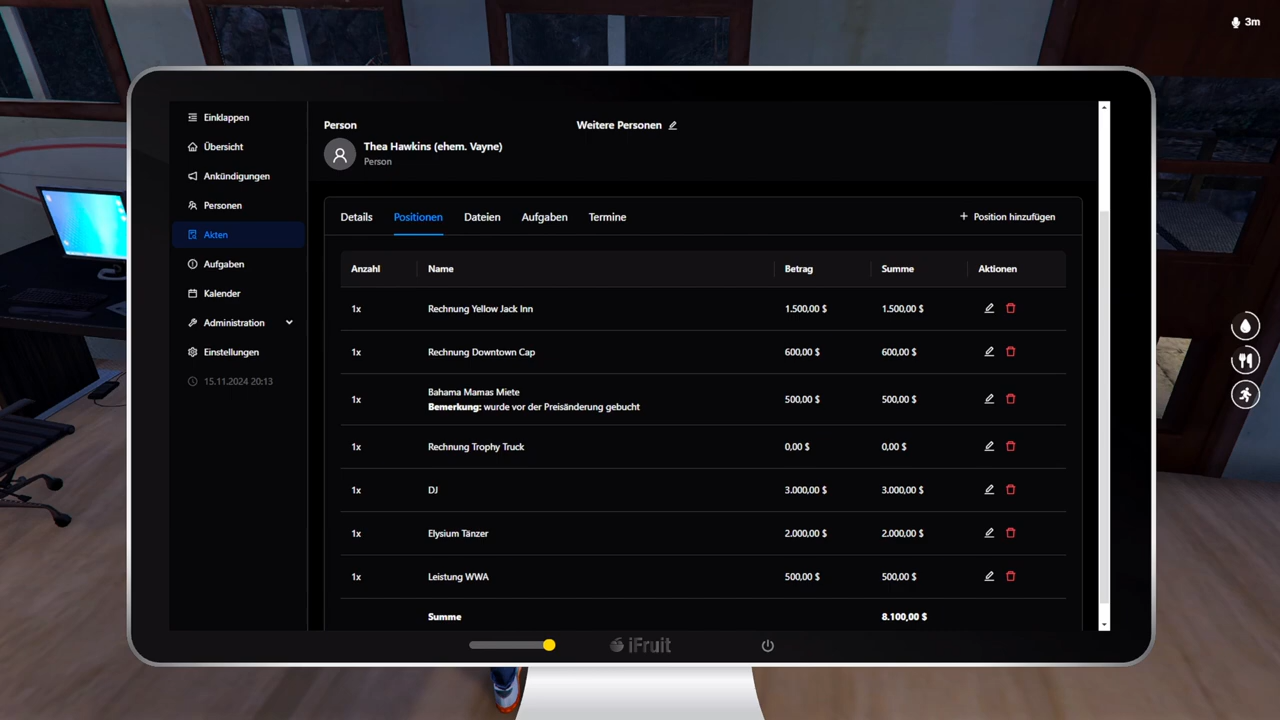 3m
Einklappen
Übersicht
Ankündigungen
Personen
Akten
Aufgaben
Kalender
Administration
Einstellungen
15.11.2024 20:13
Person
Weitere Personen
Thea Hawkins (ehem. Vayne)
Person
Details Positionen Dateien Aufgaben Termine + Position hinzufügen
Anzahl Name Betrag Summe Aktionen
1x Rechnung Yellow Jack Inn 1.500,00 $ 1.500,00 $
1x Rechnung Downtown Cap 600,00 $ 600,00 $
1x Bahama Mamas Miete 500,00 $ 500,00 $
Bemerkung: wurde vor der Preisänderung gebucht
1x Rechnung Trophy Truck 0,00 $ 0,00 $
1x DJ 3.000,00 $ 3.000,00 $
1x Elysium Tänzer 2.000,00 $ 2.000,00 $
1x Leistung WWA 500,00 $ 500,00 $
Summe 8.100,00 $
iFruit